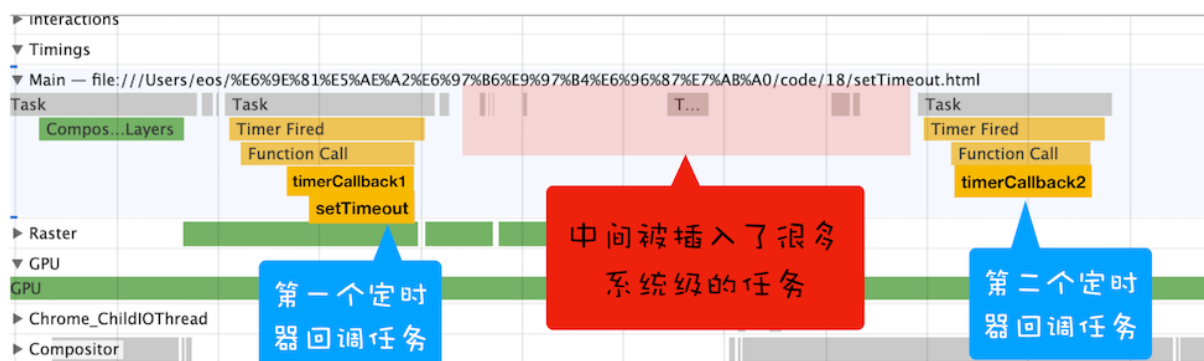 Interactions
Timings
Main — file:///Users/eos/%E6%9E%81%E5%AE%A2%E6%97%B6%E9%97%B4%E6%96%87%E7%AB%A0/code/18/setTimeout.html
Task
Task
T...
Task
Compos...Layers
Timer Fired
Timer Fired
Function Call
Function Call
timerCallback1
timerCallback2
setTimeout
Raster
中间被插入了很多
系统级的任务
GPU
GPU
第一个定时
器回调任务
第二个定时
器回调任务
Chrome_ChildIOThread
Compositor